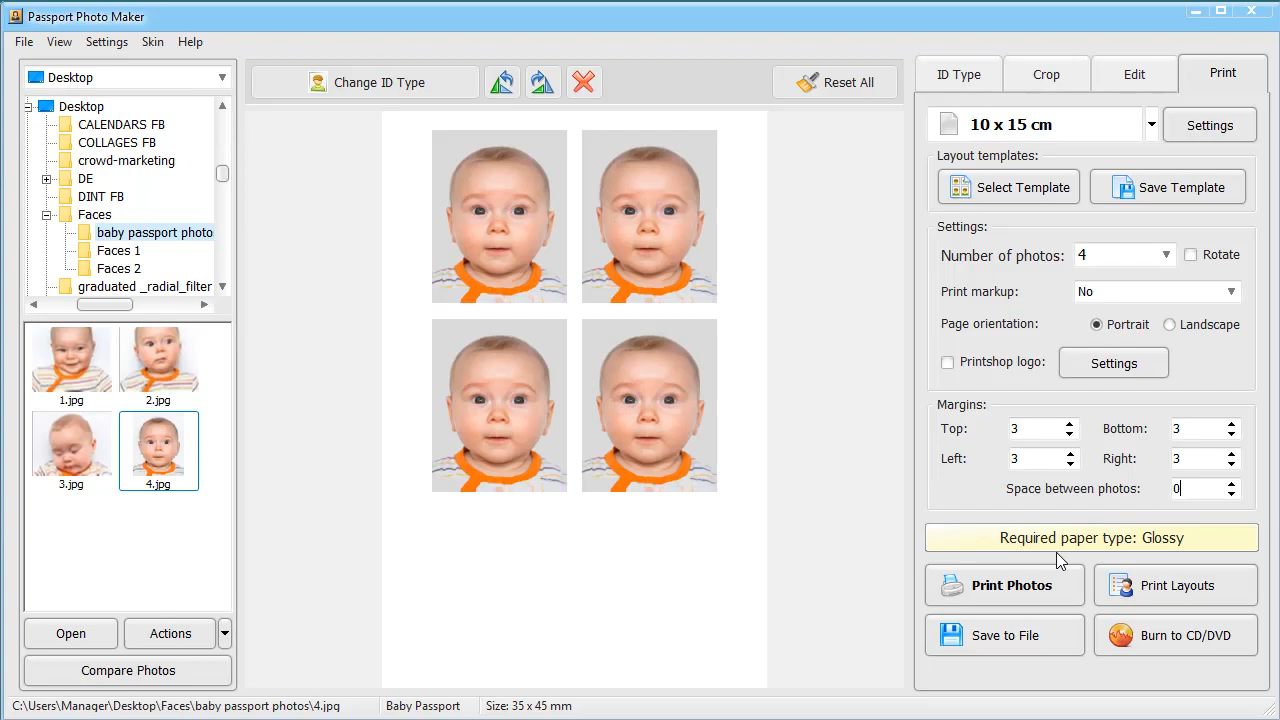 Passport Photo Maker
File View Settings Skin Help
Desktop
Desktop
CALENDARS FB
COLLAGES FB
crowd-marketing
DE
DINT FB
Faces
baby passport photo
Faces 1
Faces 2
graduated _radial_filter
1.jpg 2.jpg
3.jpg 4.jpg
Open Actions
Compare Photos
Change ID Type Reset All
ID Type Crop Edit Print
10 x 15 cm Settings
Layout templates:
Select Template Save Template
Settings:
Number of photos: 4 Rotate
Print markup: No
Page orientation: Portrait Landscape
Printshop logo: Settings
Margins:
Top: 3 Bottom: 3
Left: 3 Right: 3
Space between photos: 0
Required paper type: Glossy
Print Photos Print Layouts
Save to File Burn to CD/DVD
C:\Users\Manager\Desktop\Faces\baby passport photos\4.jpg Baby Passport Size: 35 x 45 mm